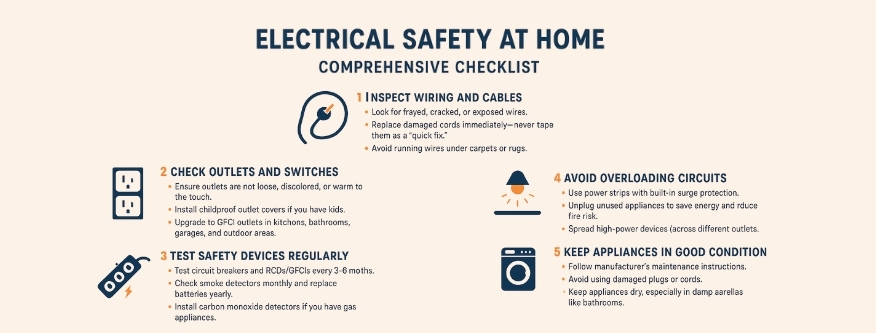 ELECTRICAL SAFETY AT HOME
COMPREHENSIVE CHECKLIST
1 INSPECT WIRING AND CABLES
• Look for frayed, cracked, or exposed wires.
• Replace damaged cords immediately—never tape
them as a "quick fix."
• Avoid running wires under carpets or rugs.
2 CHECK OUTLETS AND SWITCHES
• Ensure outlets are not loose, discolored, or warm to
the touch.
• Install childproof outlet covers if you have kids.
• Upgrade to GFCI outlets in kitchons, bathrooms,
garages, and outdoor areas.
3 TEST SAFETY DEVICES REGULARLY
• Test circuit breakers and RCDs/GFCIs every 3-6 moths.
• Check smoke detectors monthly and replace
batteries yearly.
• Install carbon monoxide detectors if you have gas
appliances.
4 AVOID OVERLOADING CIRCUITS
• Use power strips with built-in surge protection.
• Unplug unused appliances to save energy and rduce
fire risk.
• Spread high-power devices (across different outlets.
5 KEEP APPLIANCES IN GOOD CONDITION
• Follow manufacturer's maintenance instructions.
• Avoid using damaged plugs or cords.
• Keep appliances dry, especially in damp aarellas
like bathrooms.